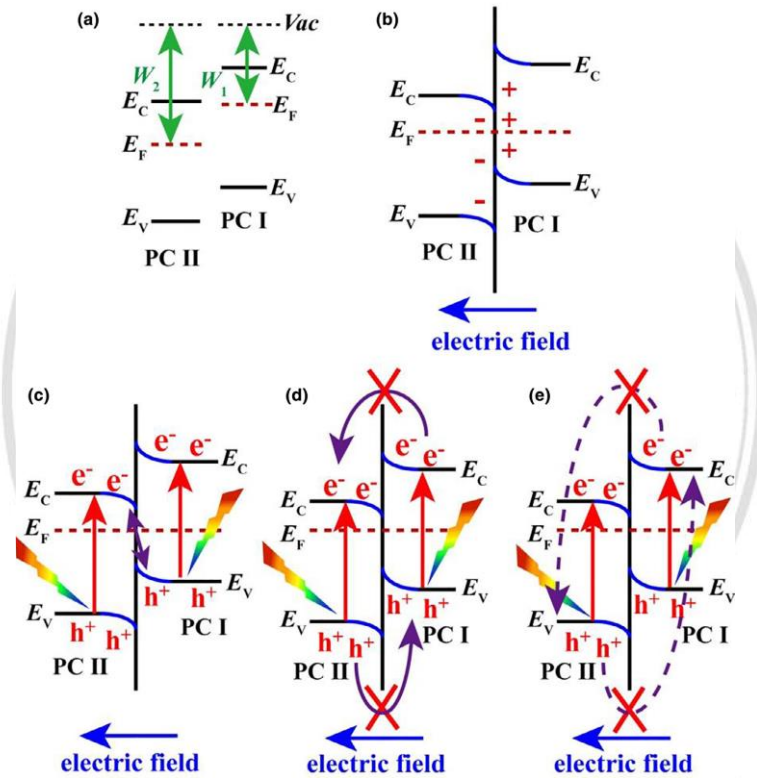 (a)
Vac
W2
W1
EC
EC
EF
EF
EV
EV
PC I
PC II
(b)
EC
EC
+
- +
EF
- +
-
EV
EV
PC II
PC I
electric field
(c)
e-
e-
EC
e-
e-
EC
EF
EV
h+
h+
EV
h+
h+
PC I
PC II
electric field
(d)
e-
e-
EC
e-
e-
EC
EF
EV
h+
h+
EV
h+
h+
PC I
PC II
electric field
(e)
e-
e-
EC
e-
e-
EC
EF
EV
h+
h+
EV
h+
h+
PC I
PC II
electric field